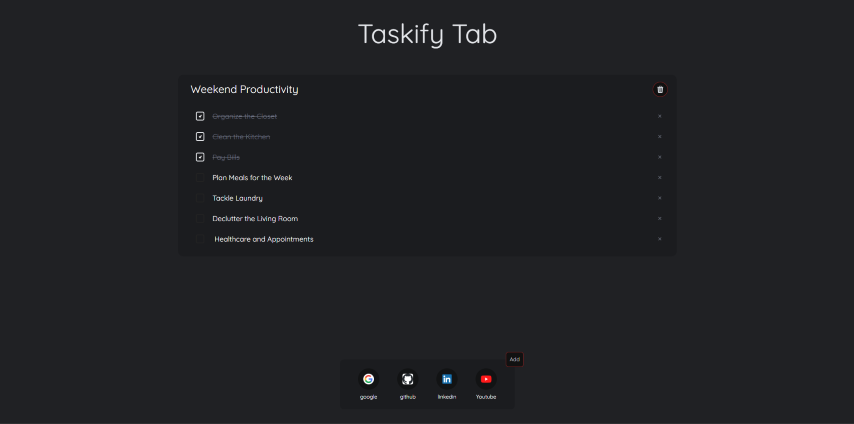 Taskify Tab
Weekend Productivity
Organize the Closet
Clean the Kitchen
Pay Bills
Plan Meals for the Week
Tackle Laundry
Declutter the Living Room
Healthcare and Appointments
Add
google
github
linkedin
Youtube